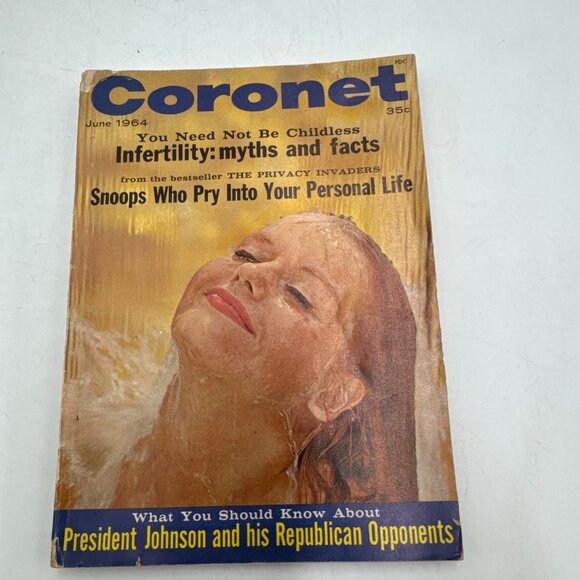 PDC
Coronet
June 1964
35c
You Need Not Be Childless
Infertility: myths and facts
from the bestseller THE PRIVACY INVADERS
Snoops Who Pry Into Your Personal Life
What You Should Know About
President Johnson and his Republican Opponents